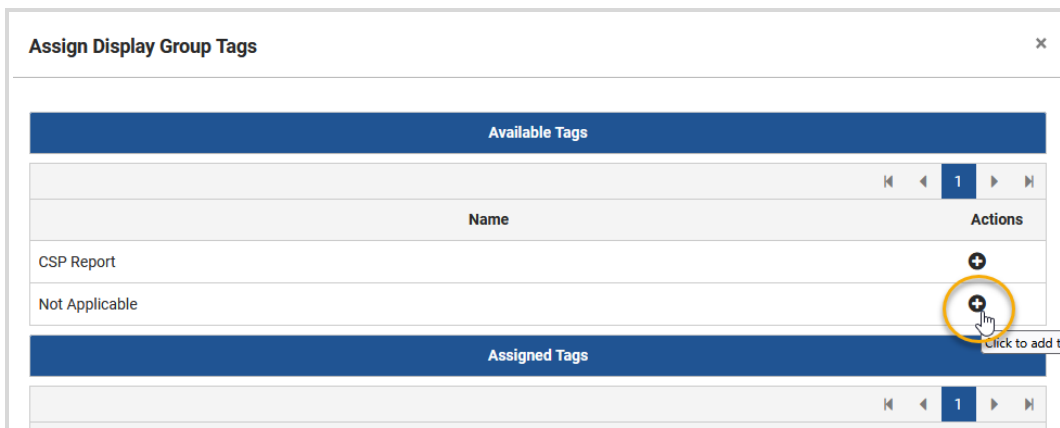 Assign Display Group Tags
×
Available Tags
1
Name Actions
CSP Report
Not Applicable
Click to add t
Assigned Tags
1